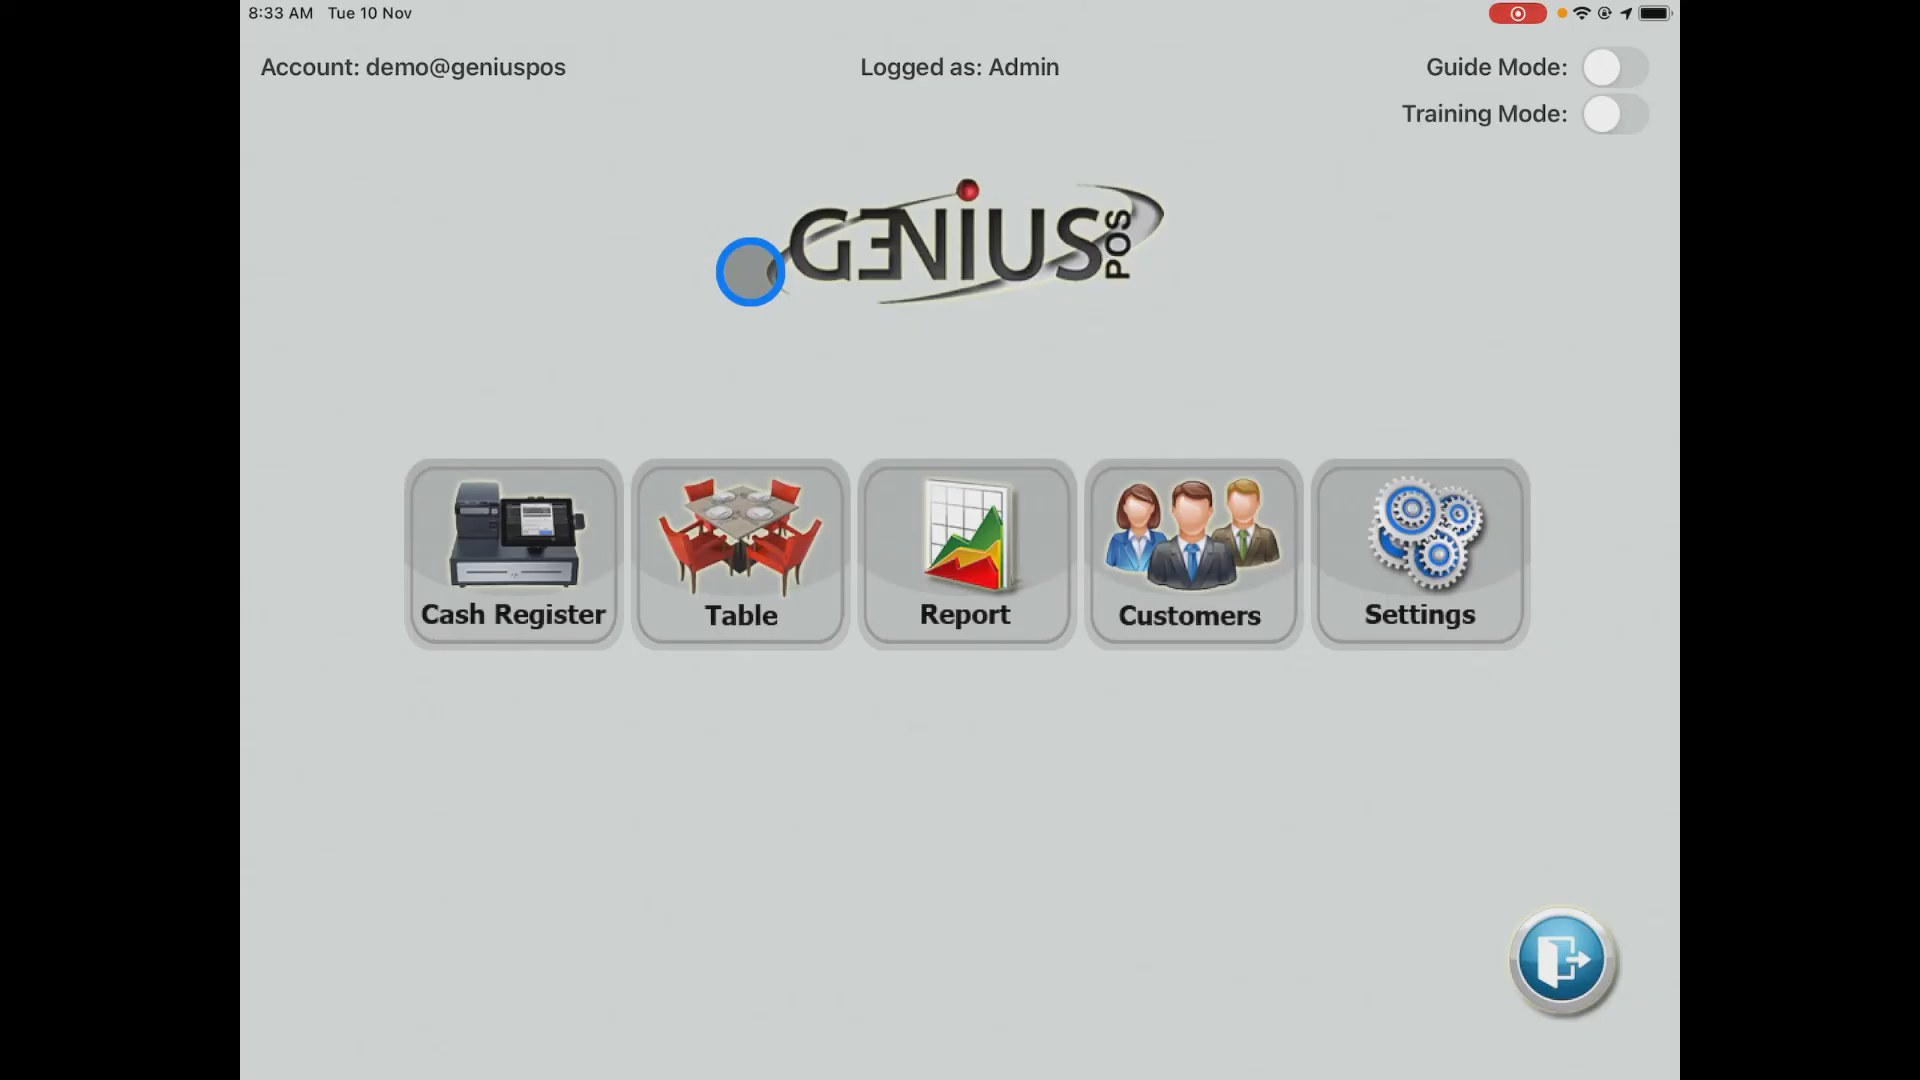 8:33 AM Tue 10 Nov
Account: demo@geniuspos
Logged as: Admin
Guide Mode:
Training Mode:
GENIUS POS
Cash Register
Table
Report
Customers
Settings